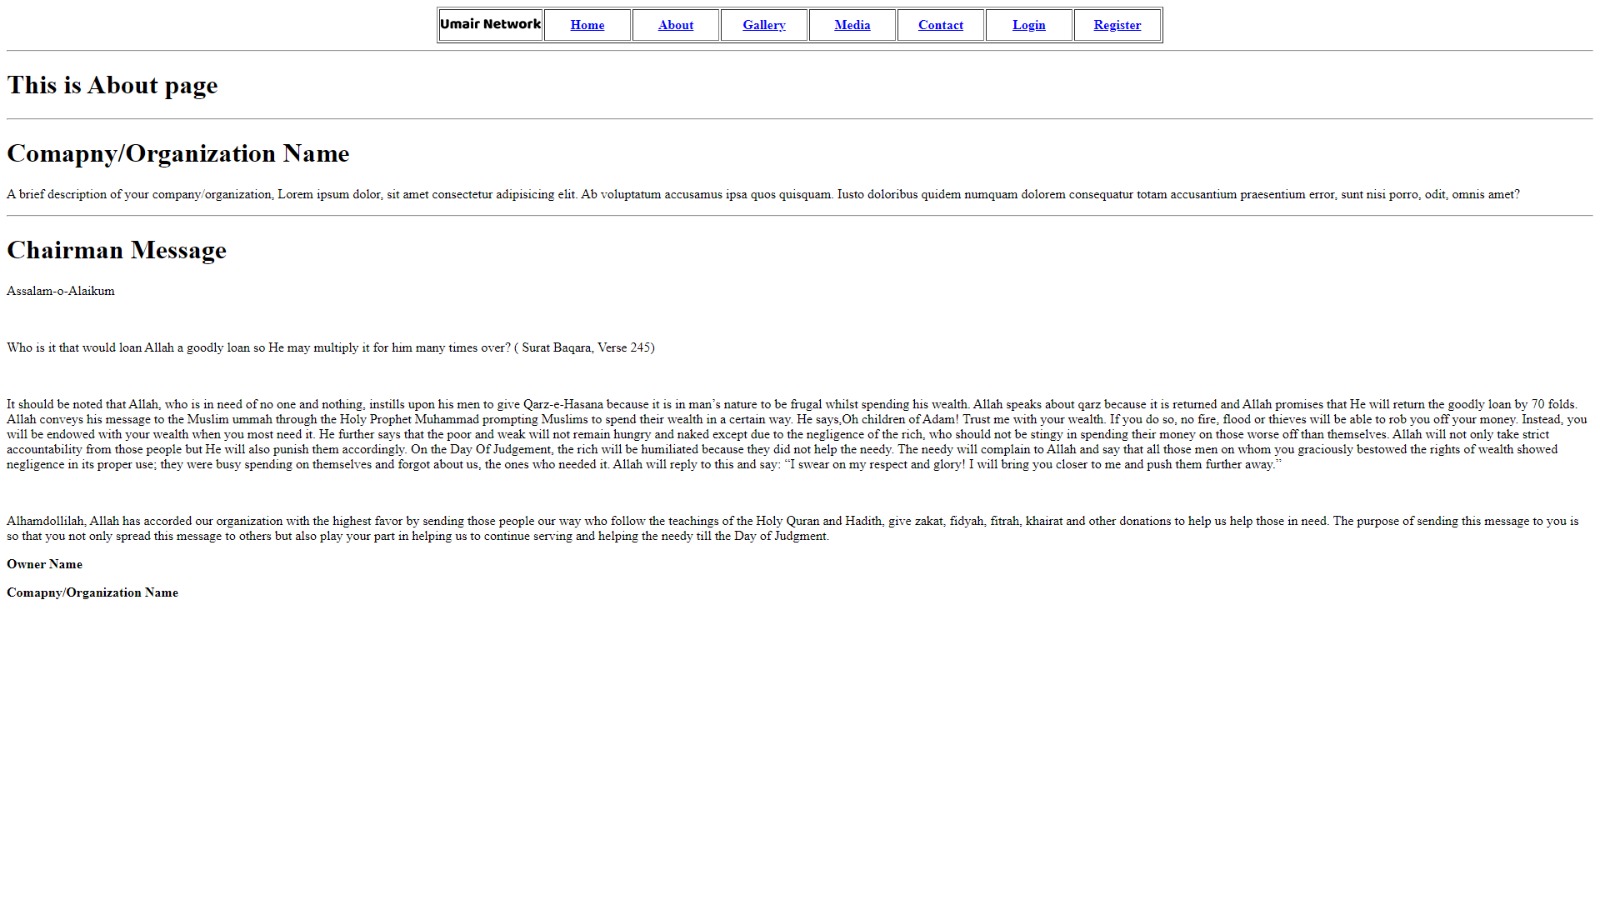 Umair Network Home About Gallery Media Contact Login Register
This is About page
Comapny/Organization Name
A brief description of your company/organization, Lorem ipsum dolor, sit amet consectetur adipisicing elit. Ab voluptatum accusamus ipsa quos quisquam. Iusto doloribus quidem numquam dolorem consequatur totam accusantium praesentium error, sunt nisi porro, odit, omnis amet?
Chairman Message
Assalam-o-Alaikum
Who is it that would loan Allah a goodly loan so He may multiply it for him many times over? ( Surat Baqara, Verse 245)
It should be noted that Allah, who is in need of no one and nothing, instills upon his men to give Qarz-e-Hasana because it is in man’s nature to be frugal whilst spending his wealth. Allah speaks about qarz because it is returned and Allah promises that He will return the goodly loan by 70 folds.
Allah conveys his message to the Muslim ummah through the Holy Prophet Muhammad prompting Muslims to spend their wealth in a certain way. He says,Oh children of Adam! Trust me with your wealth. If you do so, no fire, flood or thieves will be able to rob you off your money. Instead, you
will be endowed with your wealth when you most need it. He further says that the poor and weak will not remain hungry and naked except due to the negligence of the rich, who should not be stingy in spending their money on those worse off than themselves. Allah will not only take strict
accountability from those people but He will also punish them accordingly. On the Day Of Judgement, the rich will be humiliated because they did not help the needy. The needy will complain to Allah and say that all those men on whom you graciously bestowed the rights of wealth showed
negligence in its proper use; they were busy spending on themselves and forgot about us, the ones who needed it. Allah will reply to this and say: “I swear on my respect and glory! I will bring you closer to me and push them further away.”
Alhamdollilah, Allah has accorded our organization with the highest favor by sending those people our way who follow the teachings of the Holy Quran and Hadith, give zakat, fidyah, fitrah, khairat and other donations to help us help those in need. The purpose of sending this message to you is
so that you not only spread this message to others but also play your part in helping us to continue serving and helping the needy till the Day of Judgment.
Owner Name
Comapny/Organization Name